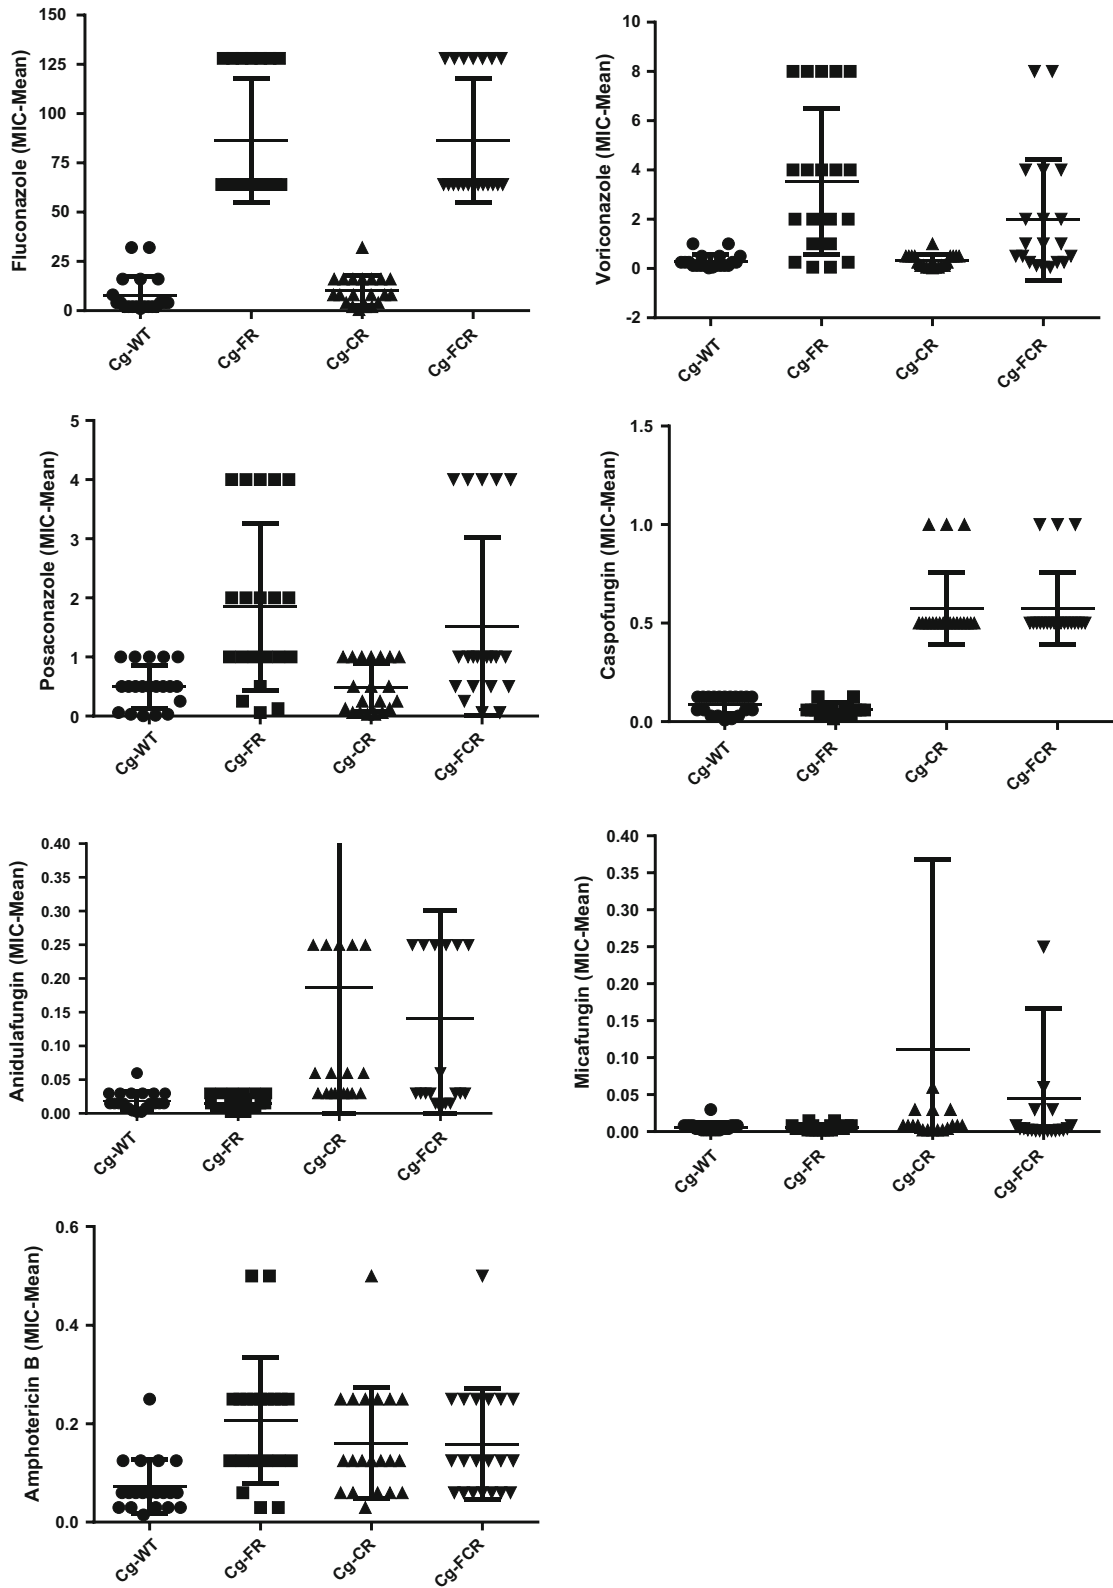 Fluconazole (MIC-Mean)
150
125
100
75
50
25
0
Cg-WT
Cg-FR
Cg-CR
Cg-FCR
Voriconazole (MIC-Mean)
10
8
6
4
2
0
-2
Cg-WT
Cg-FR
Cg-CR
Cg-FCR
Posaconazole (MIC-Mean)
5
4
3
2
1
0
Cg-WT
Cg-FR
Cg-CR
Cg-FCR
Caspofungin (MIC-Mean)
1.5
1.0
0.5
0.0
Cg-WT
Cg-FR
Cg-CR
Cg-FCR
Anidulafungin (MIC-Mean)
0.40
0.35
0.30
0.25
0.20
0.15
0.10
0.05
0.00
Cg-WT
Cg-FR
Cg-CR
Cg-FCR
Micafungin (MIC-Mean)
0.40
0.35
0.30
0.25
0.20
0.15
0.10
0.05
0.00
Cg-WT
Cg-FR
Cg-CR
Cg-FCR
Amphotericin B (MIC-Mean)
0.6
0.4
0.2
0.0
Cg-WT
Cg-FR
Cg-CR
Cg-FCR